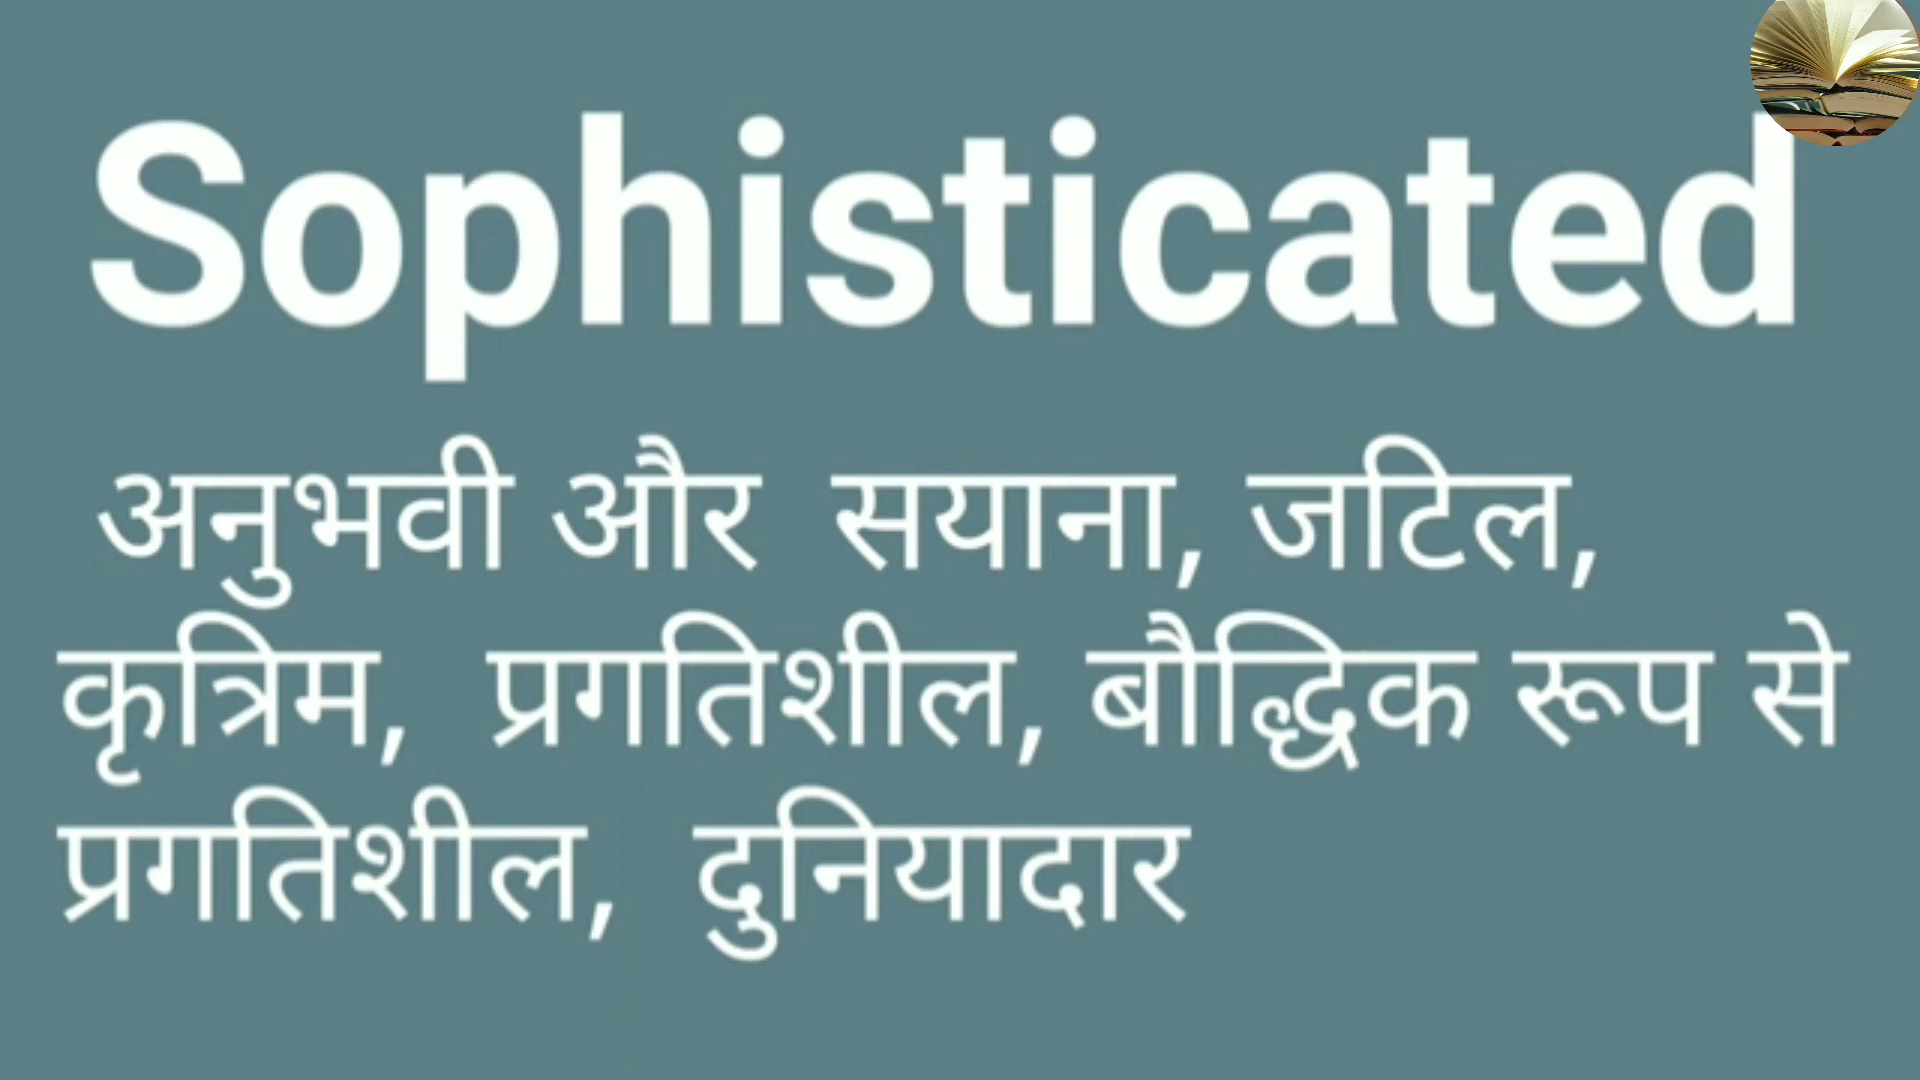 Sophisticated
अनुभवी और सयाना, जटिल,
कृत्रिम, प्रगतिशील, बौद्धिक रूप से
प्रगतिशील, दुनियादार